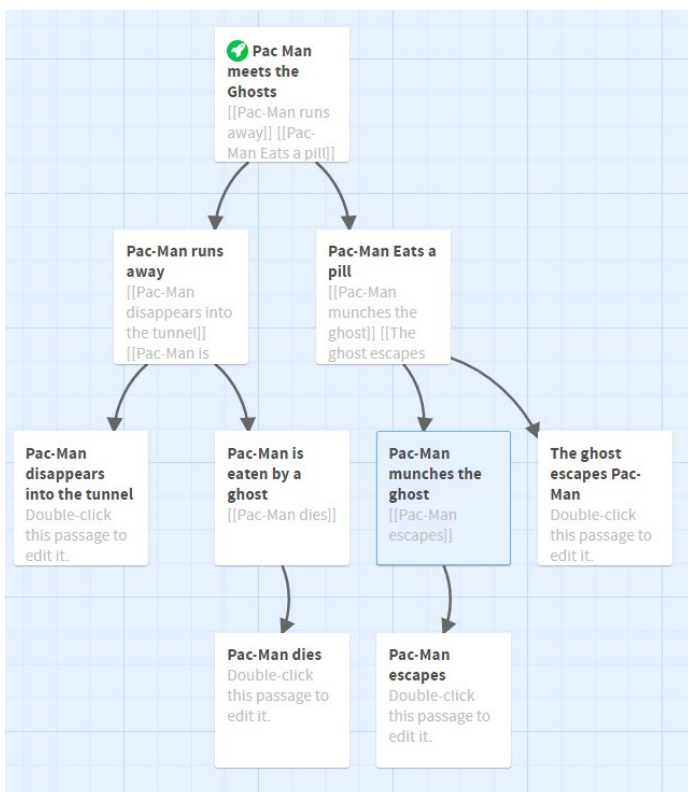 Pac Man
meets the
Ghosts
[[Pac-Man runs
away]] [[Pac-
Man Eats a pill]]
Pac-Man runs
away
[[Pac-Man
disappears into
the tunnel]]
[[Pac-Man is
Pac-Man Eats a
pill
[[Pac-Man
munches the
ghost]] [[The
ghost escapes
Pac-Man
disappears
into the tunnel
Double-click
this passage to
edit it.
Pac-Man is
eaten by a
ghost
[[Pac-Man dies]]
Pac-Man
munches the
ghost
[[Pac-Man
escapes]]
The ghost
escapes Pac-
Man
Double-click
this passage to
edit it.
Pac-Man dies
Double-click
this passage to
edit it.
Pac-Man
escapes
Double-click
this passage to
edit it.